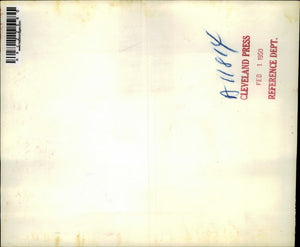 A11814
CLEVELAND PRESS
FEB 1 1950
REFERENCE DEPT.